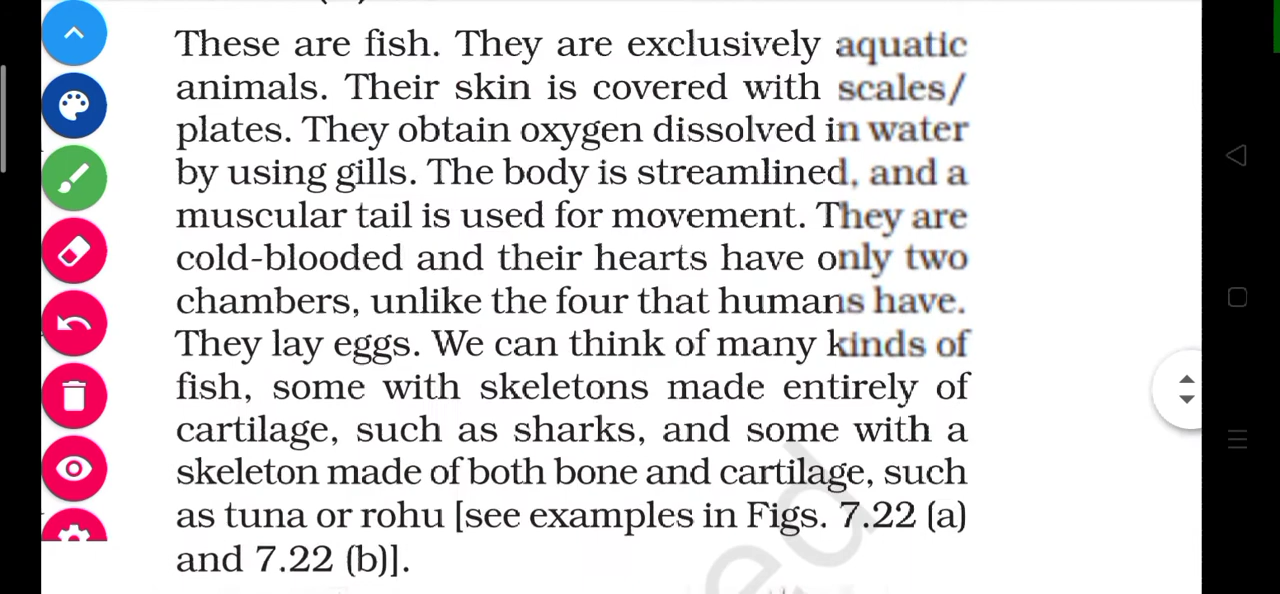 These are fish. They are exclusively aquatic
animals. Their skin is covered with scales/
plates. They obtain oxygen dissolved in water
by using gills. The body is streamlined, and a
muscular tail is used for movement. They are
cold-blooded and their hearts have only two
chambers, unlike the four that humans have.
They lay eggs. We can think of many kinds of
fish, some with skeletons made entirely of
cartilage, such as sharks, and some with a
skeleton made of both bone and cartilage, such
as tuna or rohu [see examples in Figs. 7.22 (a)
and 7.22 (b)].